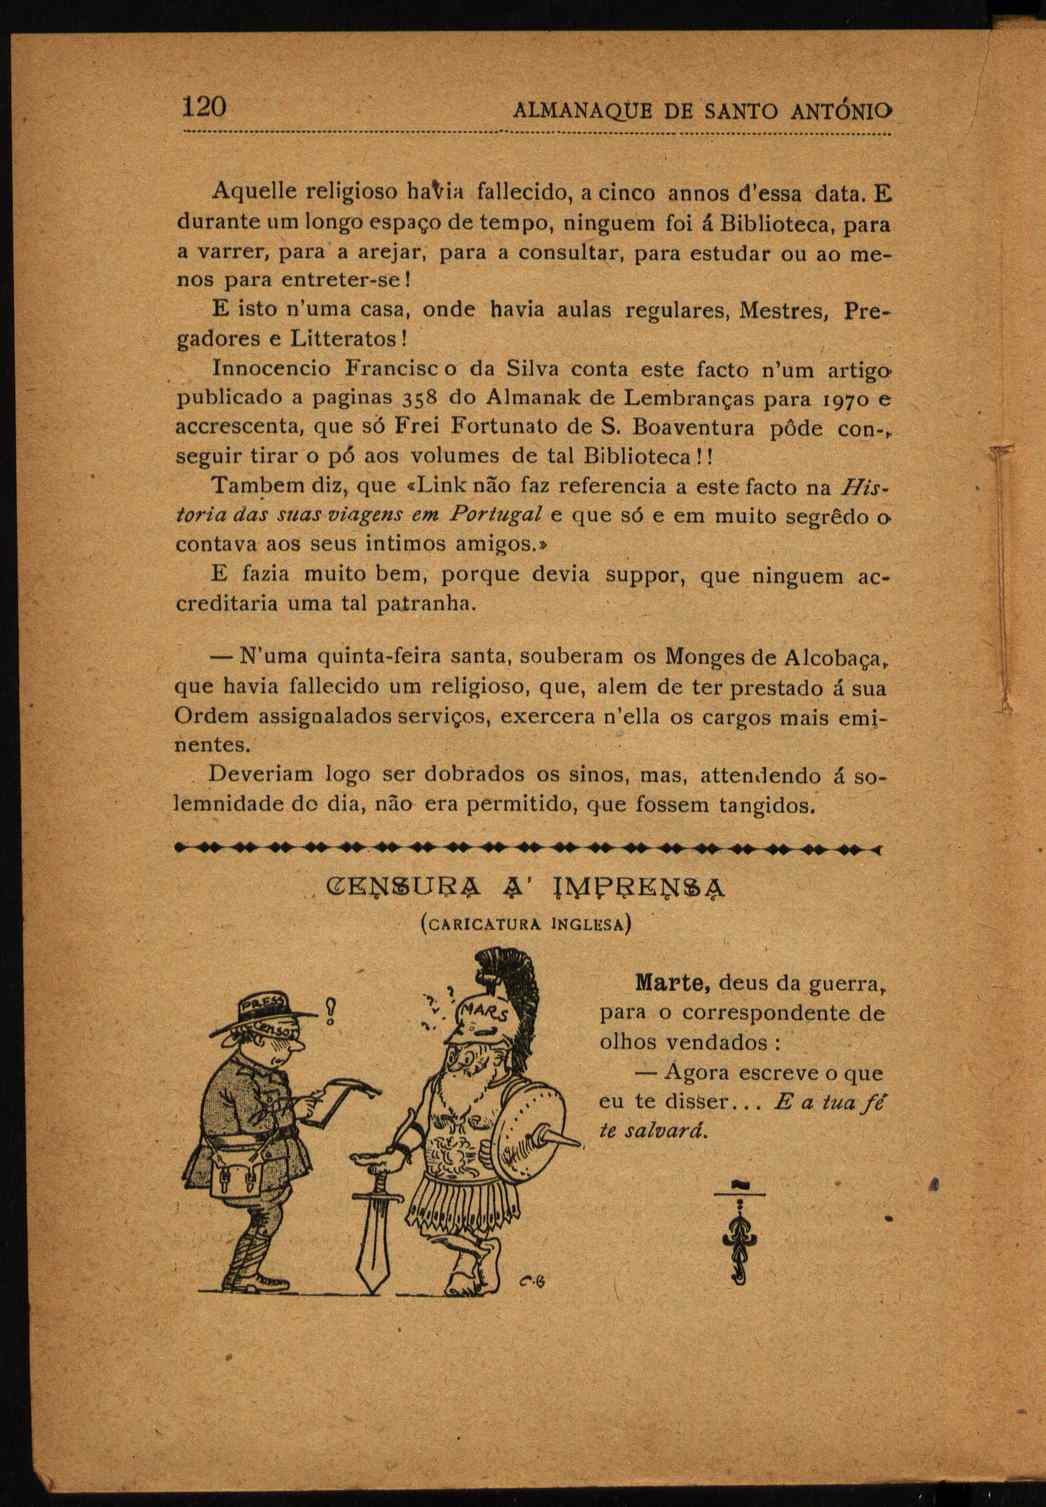 120 ALMANAQUE DE SANTO ANTÓNIO
Aquelle religioso havia fallecido, a cinco annos d'essa data. E
durante um longo espaço de tempo, ninguem foi á Biblioteca, para
a varrer, para a arejar, para a consultar, para estudar ou ao me-
nos para entreter-se!
E isto n'uma casa, onde havia aulas regulares, Mestres, Pre-
gadores e Litteratos!
Innocencio Francisco da Silva conta este facto n'um artigo
publicado a paginas 358 do Almanak de Lembranças para 1970 e
accrescenta, que só Frei Fortunato de S. Boaventura pôde con-
seguir tirar o pó aos volumes de tal Biblioteca!!
Tambem diz, que «Link não faz referencia a este facto na His-
toria das suas viagens em Portugal e que só e em muito segrêdo o
contava aos seus intimos amigos.»
E fazia muito bem, porque devia suppor, que ninguem ac-
creditaria uma tal patranha.
— N'uma quinta-feira santa, souberam os Monges de Alcobaça,
que havia fallecido um religioso, que, alem de ter prestado á sua
Ordem assignalados serviços, exercera n'ella os cargos mais emi-
nentes.
Deveriam logo ser dobrados os sinos, mas, attendendo á so-
lemnidade do dia, não era permitido, que fossem tangidos.
CENSURA A' IMPRENSA
(CARICATURA INGLESA)
PRESS
Censor
!
? ? ?
MARS
C.B
Marte, deus da guerra,
para o correspondente de
olhos vendados:
— Agora escreve o que
eu te disser... E a tua fé
te salvará.